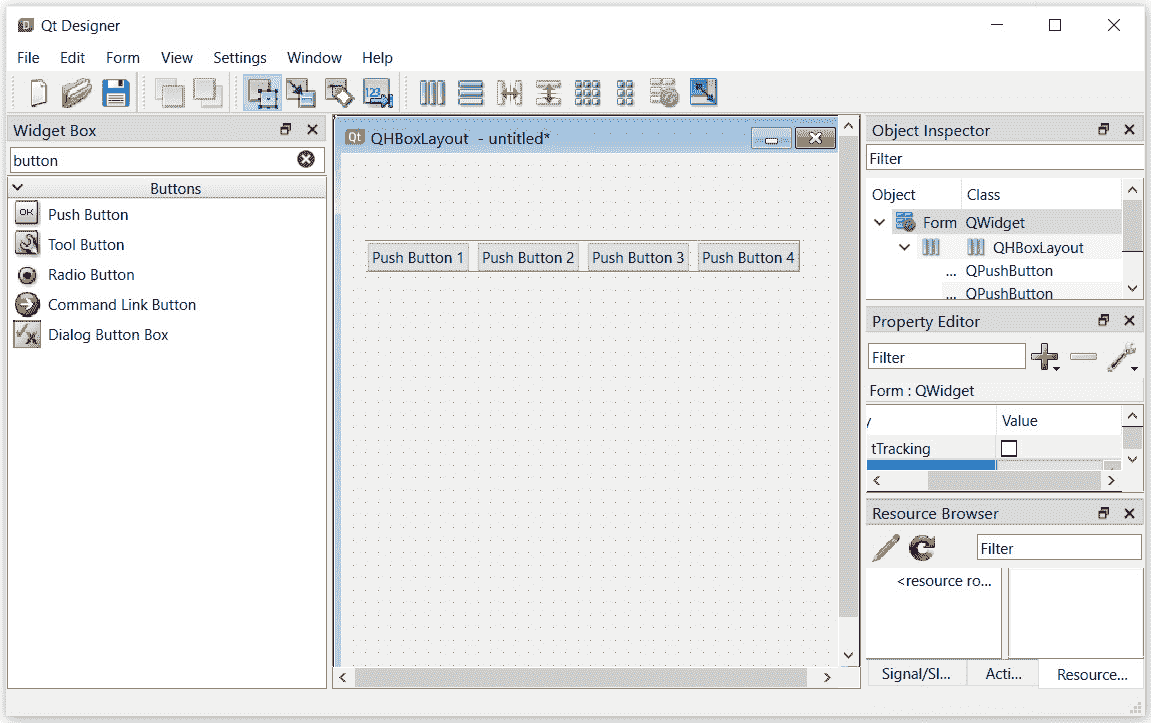 Qt Designer
File Edit Form View Settings Window Help
Widget Box
button
Buttons
OK Push Button
Tool Button
Radio Button
Command Link Button
Dialog Button Box
Qt QHBoxLayout - untitled*
Push Button 1 Push Button 2 Push Button 3 Push Button 4
Object Inspector
Filter
Object Class
Form QWidget
QHBoxLayout
... QPushButton
... QPushButton
Property Editor
Filter
Form : QWidget
y Value
tTracking
Resource Browser
Filter
<resource ro...
Signal/Sl... Acti... Resource...